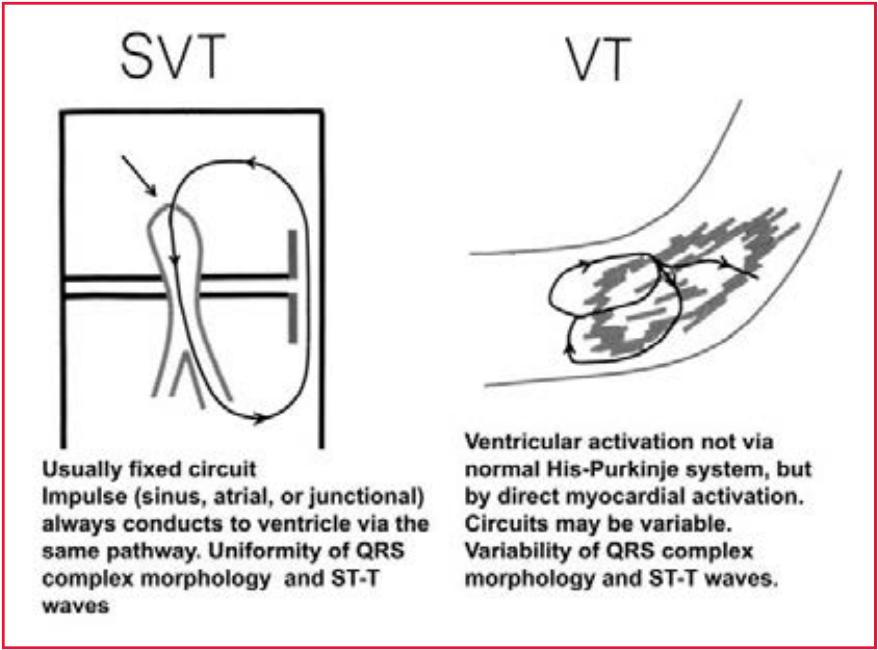 SVT
VT
Usually fixed circuit
Impulse (sinus, atrial, or junctional)
always conducts to ventricle via the
same pathway. Uniformity of QRS
complex morphology and ST-T
waves
Ventricular activation not via
normal His-Purkinje system, but
by direct myocardial activation.
Circuits may be variable.
Variability of QRS complex
morphology and ST-T waves.